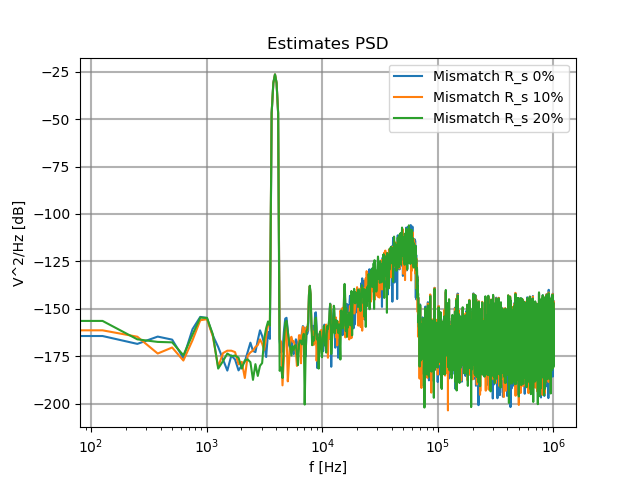 Estimates PSD
V^2/Hz [dB]
−25
−50
−75
−100
−125
−150
−175
−200
Mismatch R_s 0%
Mismatch R_s 10%
Mismatch R_s 20%
10^2
10^3
10^4
10^5
10^6
f [Hz]